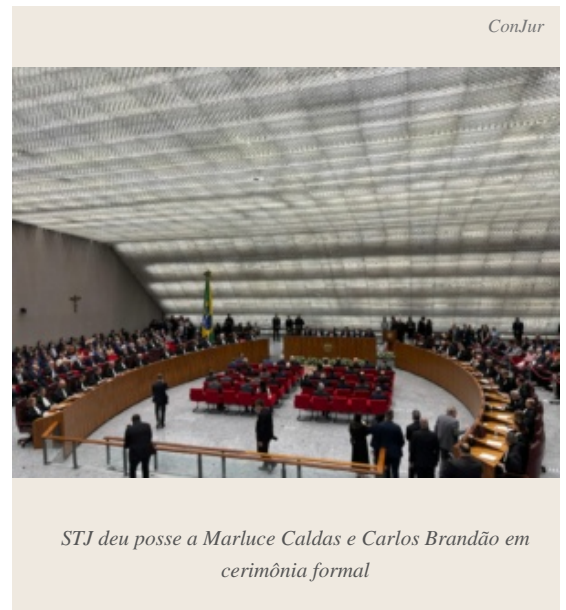 ConJur
STJ deu posse a Marluce Caldas e Carlos Brandão em
cerimônia formal